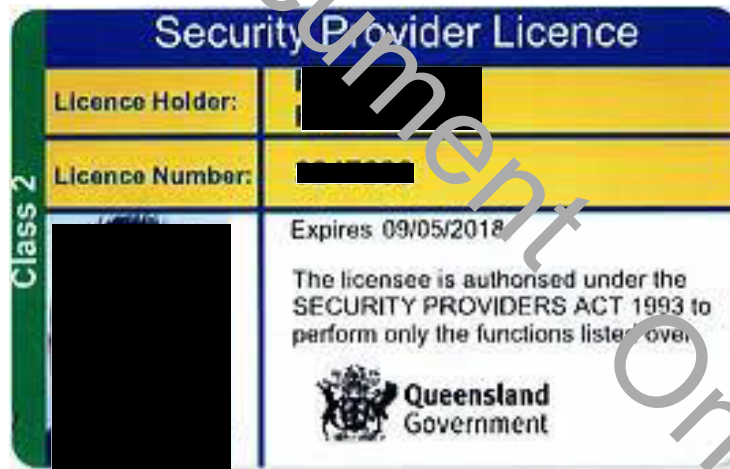 Security Provider Licence
Licence Holder:
Licence Number:
Class 2
Expires 09/05/2018
The licensee is authorised under the
SECURITY PROVIDERS ACT 1993 to
perform only the functions listed over
Queensland
Government